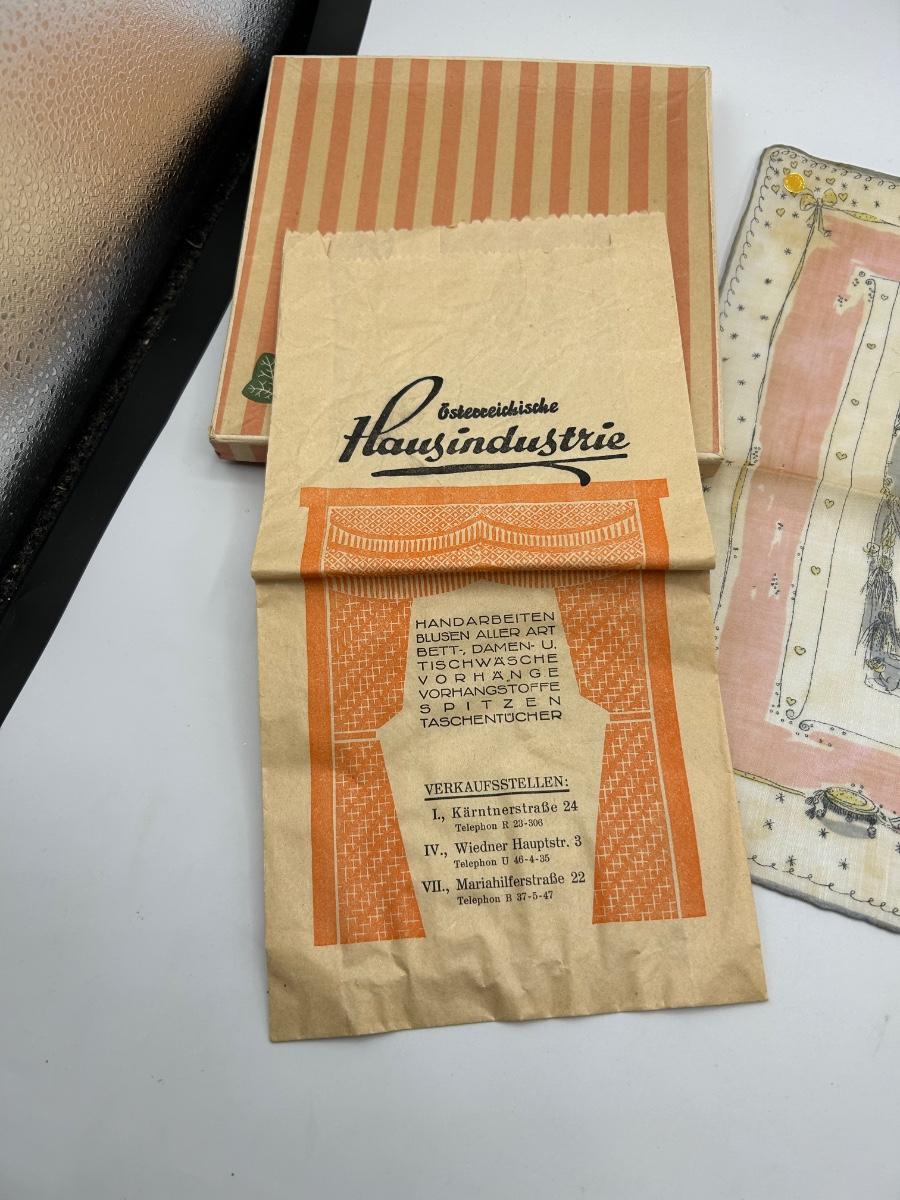 österreichische
Hausindustrie
HANDARBEITEN
BLUSEN ALLER ART
BETT-, DAMEN- U.
TISCHWÄSCHE
VORHÄNGE
VORHANGSTOFFE
SPITZEN
TASCHENTÜCHER
VERKAUFSSTELLEN:
I., Kärntnerstraße 24
Telephon R 23-306
IV., Wiedner Hauptstr. 3
Telephon U 46-4-35
VII., Mariahilferstraße 22
Telephon B 37-5-47